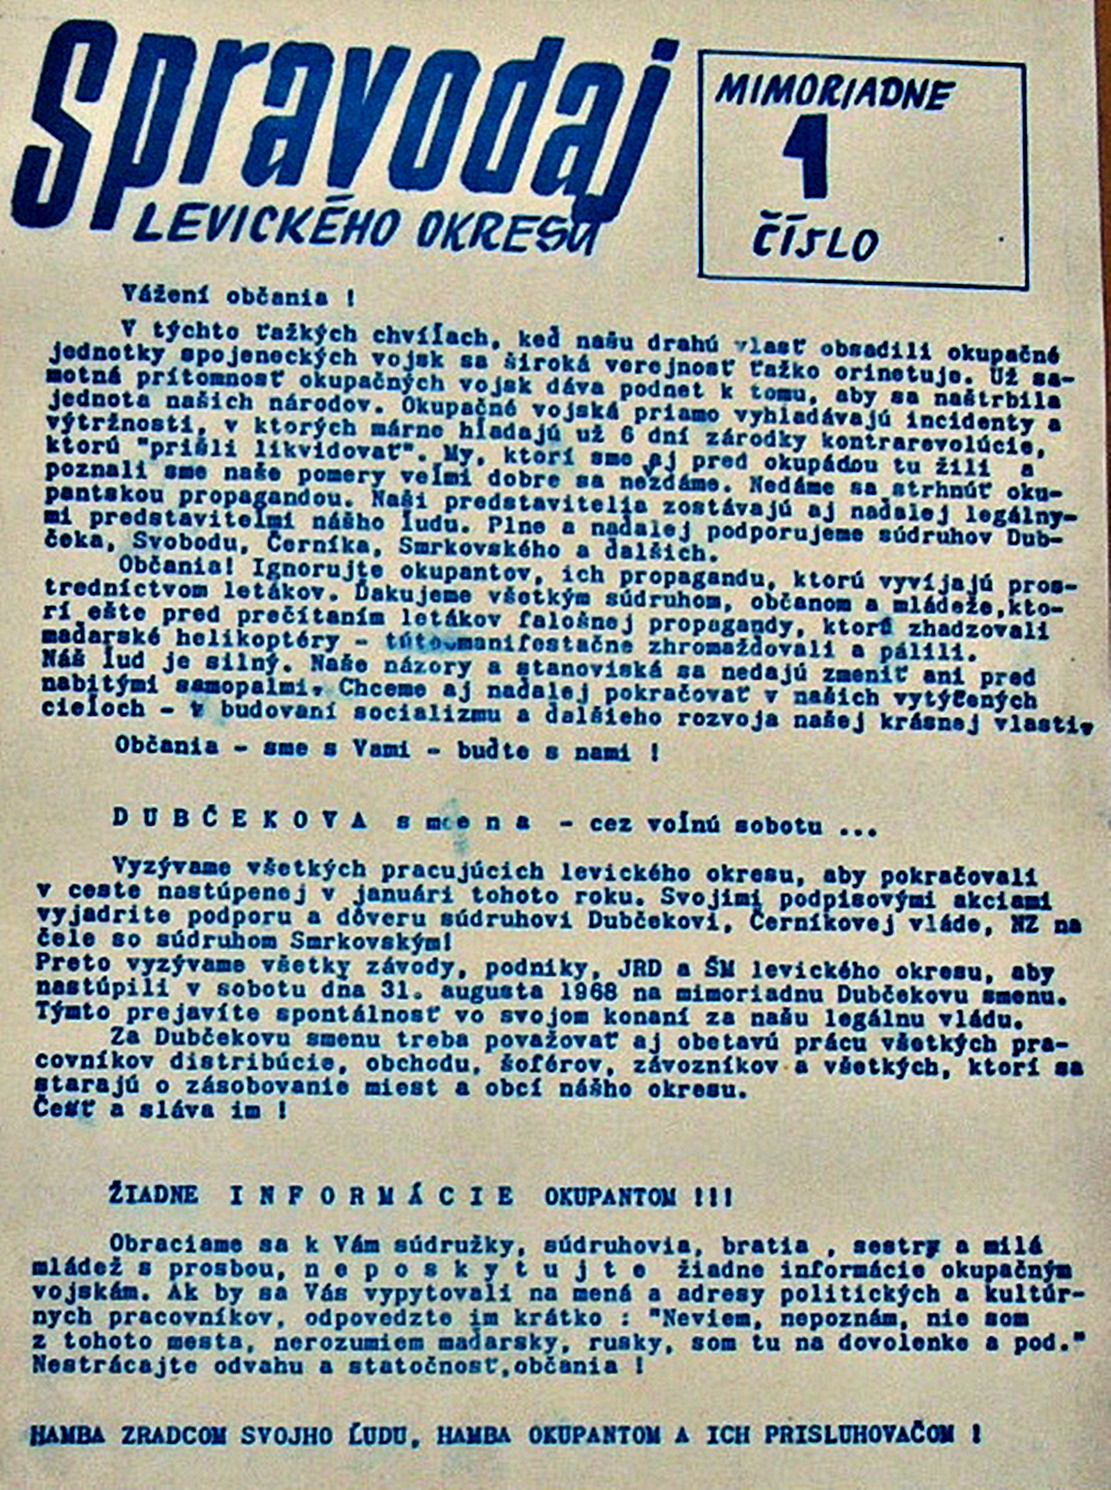 Spravodaj
LEVICKÉHO OKRESU
MIMORIADNE
1
ČÍSLO
Vážení občania !
V týchto ťažkých chvíľach, keď našu drahú vlasť obsadili okupačné
jednotky spojeneckých vojsk sa široká verejnosť ťažko orinetuje. Už sa-
motná prítomnosť okupačných vojsk dáva podnet k tomu, aby sa naštrbila
jednota našich národov. Okupačné vojská priamo vyhladávajú incidenty a
výtržnosti, v ktorých márne hľadajú už 6 dní zárodky kontrarevolúcie,
ktorú "prišli likvidovať". My, ktorí sme aj pred okupáďou tu žili a
poznali sme naše pomery veľmi dobre sa nezdáme. Nedáme sa strhnúť oku-
pantskou propagandou. Naši predstavitelia zostávajú aj naďalej legálny-
mi predstaviteľmi nášho ľudu. Plne a naďalej podporujeme súdruhov Dub-
čeka, Svobodu, Černíka, Smrkovského a ďalších.
Občania! Ignorujte okupantov, ich propagandu, ktorú vyvíjajú pros-
tredníctvom letákov. Ďakujeme všetkým súdruhom, občanom a mládeže,kto-
rí ešte pred prečítaním letákov falošnej propagandy, ktorú zhadzovali
maďarské helikoptéry - túto manifestačne zhromažďovali a pálili.
Náš ľud je silný. Naše názory a stanoviská sa nedajú zmeniť ani pred
nabitými samopalmi. Chceme aj naďalej pokračovať v našich vytýčených
cieľoch - v budovaní socializmu a ďalšieho rozvoja našej krásnej vlasti.
Občania - sme s Vami - buďte s nami !
D U B Č E K O V A s m e n a - cez voľnú sobotu ...
Vyzývame všetkých pracujúcich levického okresu, aby pokračovali
v ceste nastúpenej v januári tohoto roku. Svojimi podpisovými akciami
vyjadrite podporu a dôveru súdruhovi Dubčekovi, Černíkovej vláde, NZ na
čele so súdruhom Smrkovským!
Preto vyzývame všetky závody, podniky, JRD a ŠM levického okresu, aby
nastúpili v sobotu dna 31. augusta 1968 na mimoriadnu Dubčekovu smenu.
Týmto prejavíte spontálnosť vo svojom konaní za našu legálnu vládu.
Za Dubčekovu smenu treba považovať aj obetavú prácu všetkých pra-
covníkov distribúcie, obchodu, šoférov, závozníkov a všetkých, ktorí sa
starajú o zásobovanie miest a obcí nášho okresu.
Česť a sláva im !
ŽIADNE I N F O R M Á C I E OKUPANTOM !!!
Obraciame sa k Vám súdružky, súdruhovia, bratia , sestry a milá
mládež s prosbou, n e p o s k y t u j t e žiadne informácie okupačným
vojskám. Ak by sa Vás vypytovali na mená a adresy politických a kultúr-
nych pracovníkov, odpovedzte im krátko : "Neviem, nepoznám, nie som
z tohoto mesta, nerozumiem maďarsky, rusky, som tu na dovolenke a pod."
Nestrácajte odvahu a statočnosť,občania !
HAMBA ZRADCOM SVOJHO ĽUDU, HAMBA OKUPANTOM A ICH PRISLUHOVAČOM !